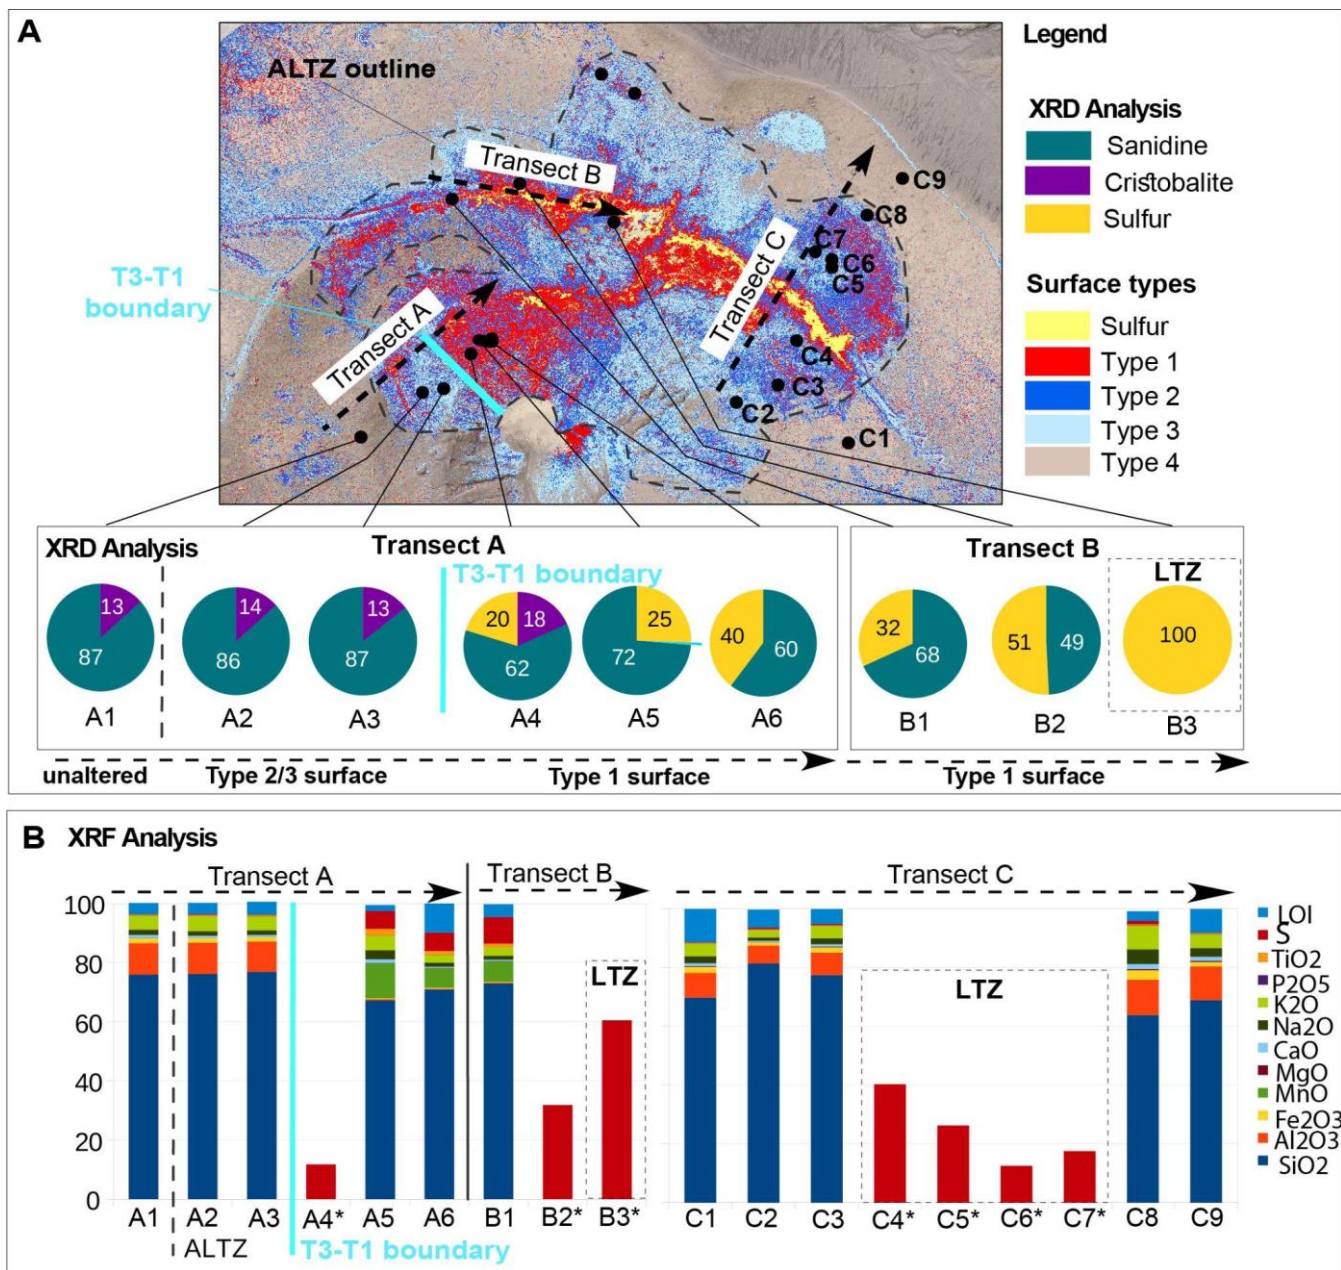 A
ALTZ outline
Transect B
T3-T1
boundary
Transect A
Transect C
C9
C8
C7
C6
C5
C4
C3
C2
C1
Legend
XRD Analysis
Sanidine
Cristobalite
Sulfur
Surface types
Sulfur
Type 1
Type 2
Type 3
Type 4
XRD Analysis
Transect A
T3-T1 boundary
13
87
A1
14
86
A2
13
87
A3
20
18
62
A4
25
72
A5
40
60
A6
unaltered
Type 2/3 surface
Type 1 surface
Transect B
LTZ
32
68
B1
51
49
B2
100
B3
Type 1 surface
B XRF Analysis
Transect A
Transect B
Transect C
100
80
60
40
20
0
LTZ
LTZ
A1 A2 A3 A4* A5 A6 B1 B2* B3* C1 C2 C3 C4* C5* C6* C7* C8 C9
ALTZ
T3-T1 boundary
LOI
S
TiO2
P2O5
K2O
Na2O
CaO
MgO
MnO
Fe2O3
Al2O3
SiO2